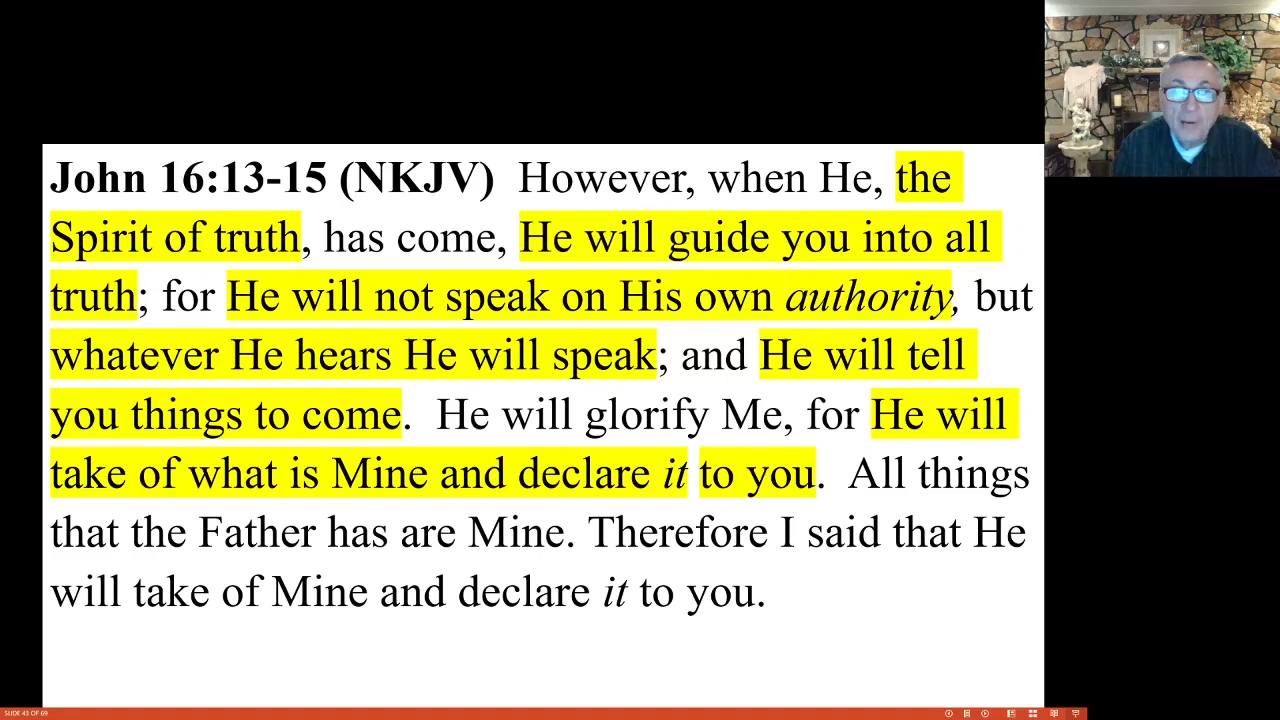 John 16:13-15 (NKJV)  However, when He, the
Spirit of truth, has come, He will guide you into all
truth; for He will not speak on His own authority, but
whatever He hears He will speak; and He will tell
you things to come.  He will glorify Me, for He will
take of what is Mine and declare it to you.  All things
that the Father has are Mine. Therefore I said that He
will take of Mine and declare it to you.
SLIDE 43 OF 69